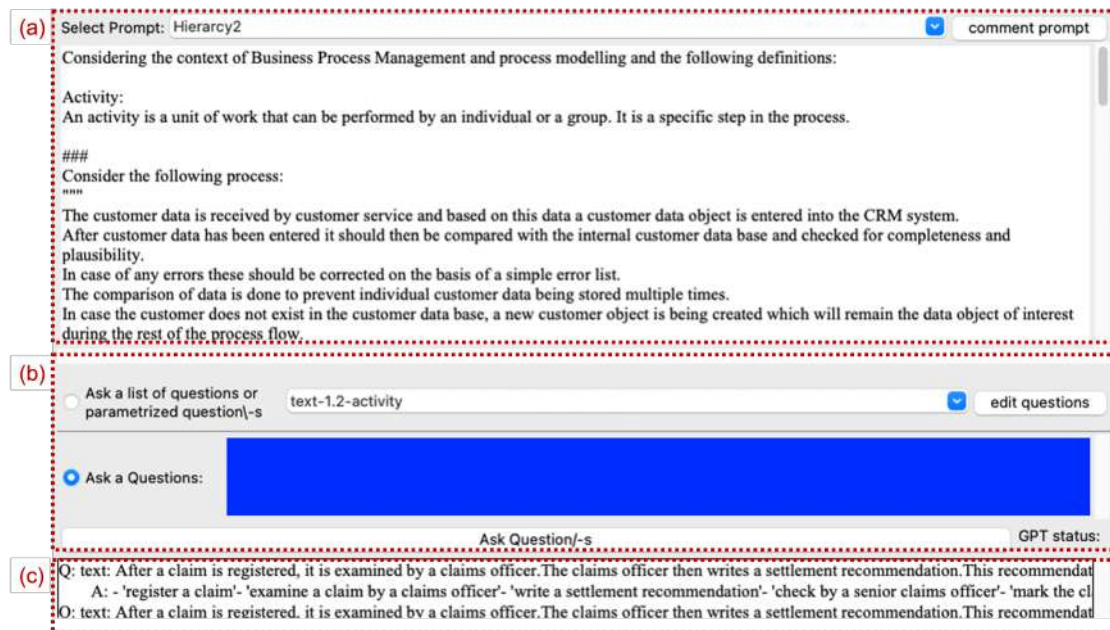 (a)
Select Prompt: Hierarcy2
comment prompt
Considering the context of Business Process Management and process modelling and the following definitions:
Activity:
An activity is a unit of work that can be performed by an individual or a group. It is a specific step in the process.
###
Consider the following process:
"""
The customer data is received by customer service and based on this data a customer data object is entered into the CRM system.
After customer data has been entered it should then be compared with the internal customer data base and checked for completeness and
plausibility.
In case of any errors these should be corrected on the basis of a simple error list.
The comparison of data is done to prevent individual customer data being stored multiple times.
In case the customer does not exist in the customer data base, a new customer object is being created which will remain the data object of interest
during the rest of the process flow.
(b)
Ask a list of questions or
parametrized question\-s
text-1.2-activity
edit questions
Ask a Questions:
Ask Question/-s
GPT status:
(c)
Q: text: After a claim is registered, it is examined by a claims officer.The claims officer then writes a settlement recommendation.This recommendat
A: - 'register a claim'- 'examine a claim by a claims officer'- 'write a settlement recommendation'- 'check by a senior claims officer'- 'mark the cl
Q: text: After a claim is registered, it is examined by a claims officer.The claims officer then writes a settlement recommendation.This recommendat